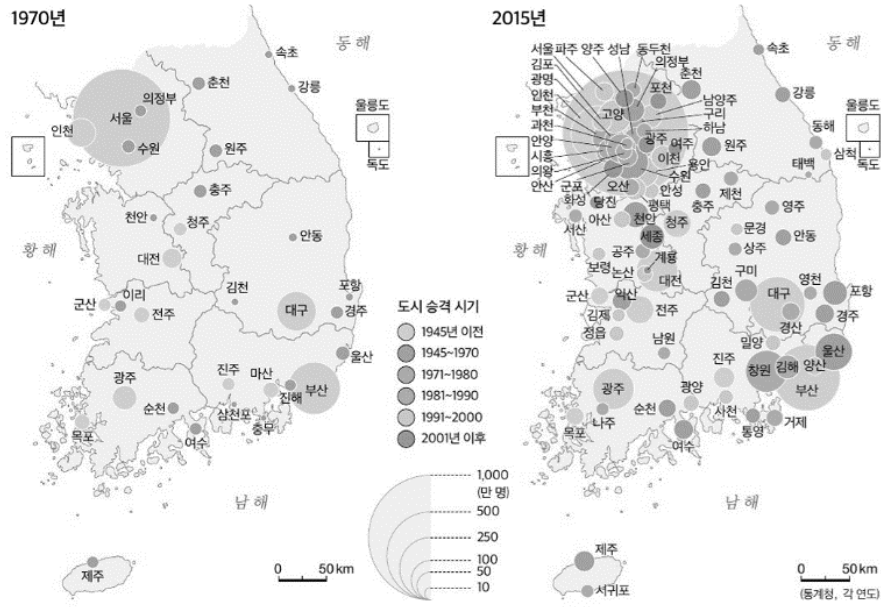 1970년
동 해
속초
춘천
강릉
의정부
서울
인천
수원
원주
울릉도
독도
충주
천안
청주
안동
황 해
대전
김천
포항
군산
이리
전주
대구
경주
울산
광주
진주
마산
부산
순천
진해
삼천포
충무
목포
여수
남 해
제주
0 50 km
도시 승격 시기
1945년 이전
1945~1970
1971~1980
1981~1990
1991~2000
2001년 이후
1,000
(만 명)
500
250
100
50
10
2015년
동 해
서울 파주 양주 성남 동두천
의정부
김포
춘천
속초
광명
인천
포천
강릉
부천
고양
남양주
울릉도
과천
구리
하남
안양
광주
여주
원주
동해
독도
시흥
이천
삼척
의왕
용인
태백
수원
안산
군포
오산
안성
제천
화성
당진
평택
충주
영주
서산
아산
천안
청주
문경
황 해
세종
안동
공주
상주
보령
계룡
논산
대전
구미
김천
영천
군산
익산
대구
포항
김제
전주
경주
정읍
경산
남원
밀양
울산
진주
창원
김해
양산
광주
광양
부산
순천
사천
거제
목포
나주
통영
여수
남 해
제주
서귀포
0 50 km
(통계청, 각 연도)